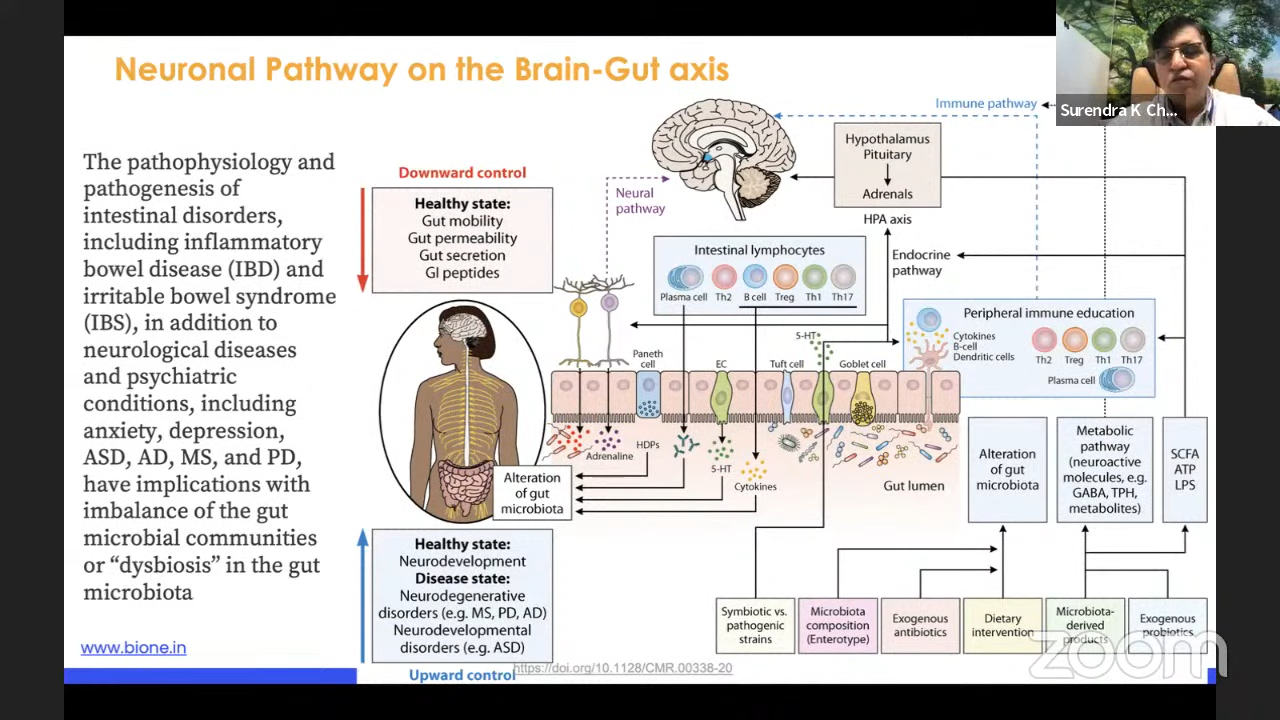 Neuronal Pathway on the Brain-Gut axis
Surendra K Ch...
The pathophysiology and
pathogenesis of
intestinal disorders,
including inflammatory
bowel disease (IBD) and
irritable bowel syndrome
(IBS), in addition to
neurological diseases
and psychiatric
conditions, including
anxiety, depression,
ASD, AD, MS, and PD,
have implications with
imbalance of the gut
microbial communities
or “dysbiosis” in the gut
microbiota
www.bione.in
Downward control
Healthy state:
Gut mobility
Gut permeability
Gut secretion
GI peptides
Neural
pathway
Immune pathway
Hypothalamus
Pituitary
Adrenals
HPA axis
Endocrine
pathway
Intestinal lymphocytes
Plasma cell
Th2
B cell
Treg
Th1
Th17
Peripheral immune education
Cytokines
B-cell
Dendritic cells
Th2
Treg
Th1
Th17
Plasma cell
5-HT
Paneth
cell
EC
Tuft cell
Goblet cell
Adrenaline
HDPs
5-HT
Cytokines
Gut lumen
Alteration
of gut
microbiota
Alteration
of gut
microbiota
Metabolic
pathway
(neuroactive
molecules, e.g.
GABA, TPH,
metabolites)
SCFA
ATP
LPS
Healthy state:
Neurodevelopment
Disease state:
Neurodegenerative
disorders (e.g. MS, PD, AD)
Neurodevelopmental
disorders (e.g. ASD)
Upward control
Symbiotic vs.
pathogenic
strains
Microbiota
composition
(Enterotype)
Exogenous
antibiotics
Dietary
intervention
Microbiota-
derived
products
Exogenous
probiotics
https://doi.org/10.1128/CMR.00338-20
zoom